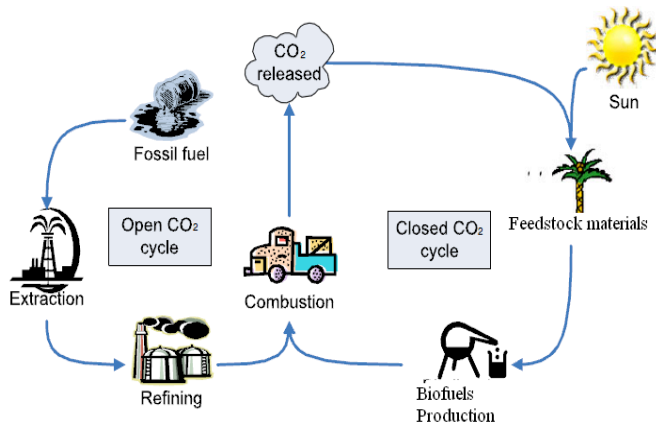 CO₂
released
Sun
Fossil fuel
Feedstock materials
Open CO₂
cycle
Closed CO₂
cycle
Extraction
Combustion
Refining
Biofuels
Production